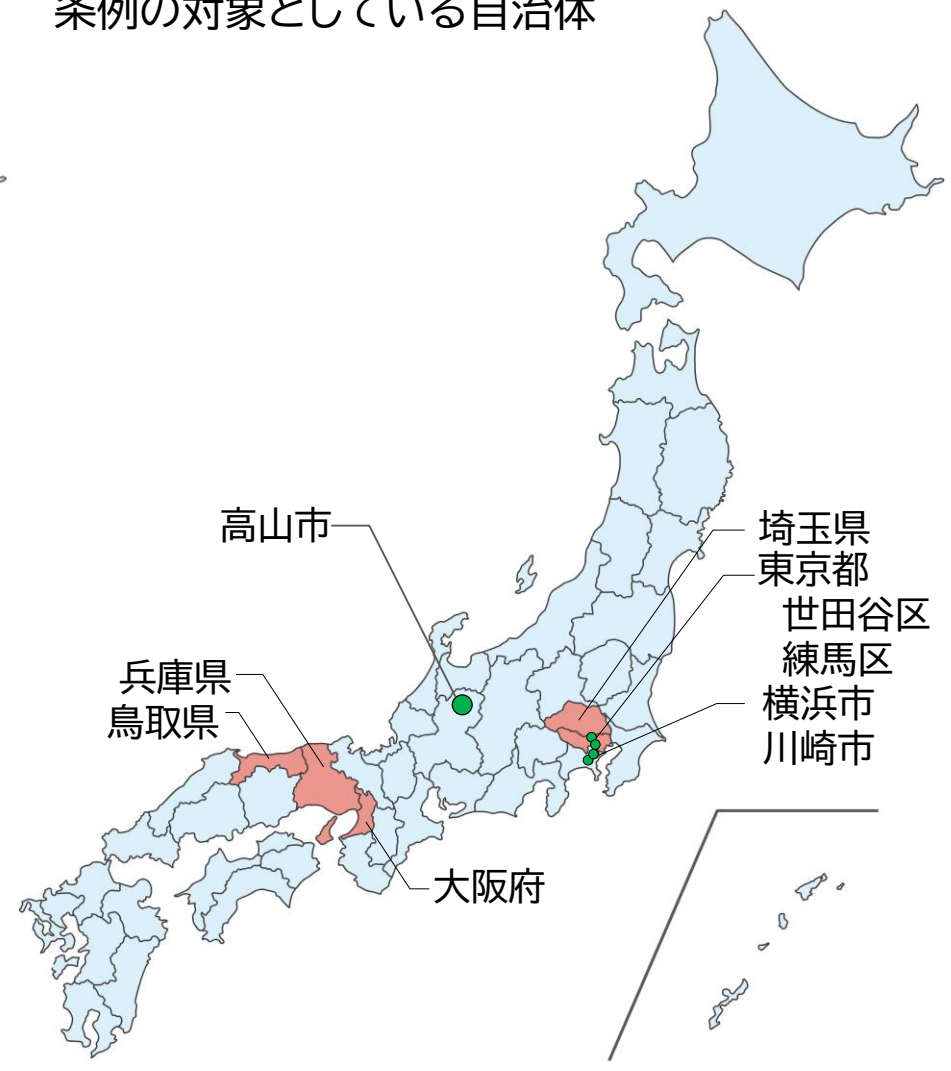 条例の対象としている自治体
高山市
埼玉県
東京都
世田谷区
練馬区
兵庫県
鳥取県
横浜市
川崎市
大阪府